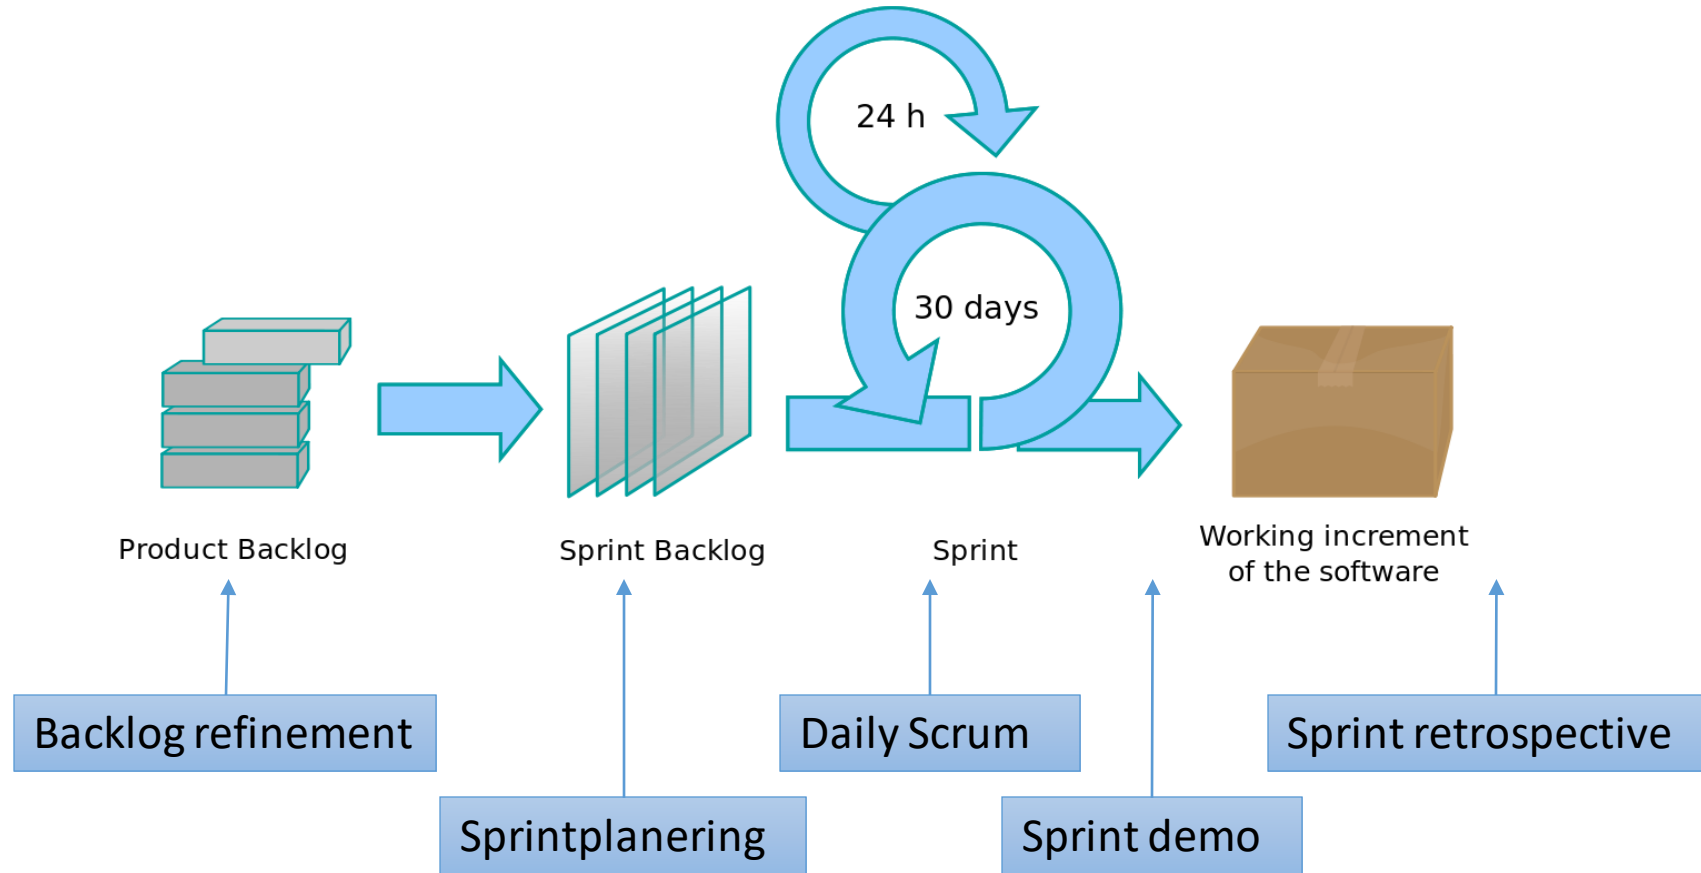 24 h
30 days
Product Backlog
Sprint Backlog
Sprint
Working increment
of the software
Backlog refinement
Sprintplanering
Daily Scrum
Sprint demo
Sprint retrospective